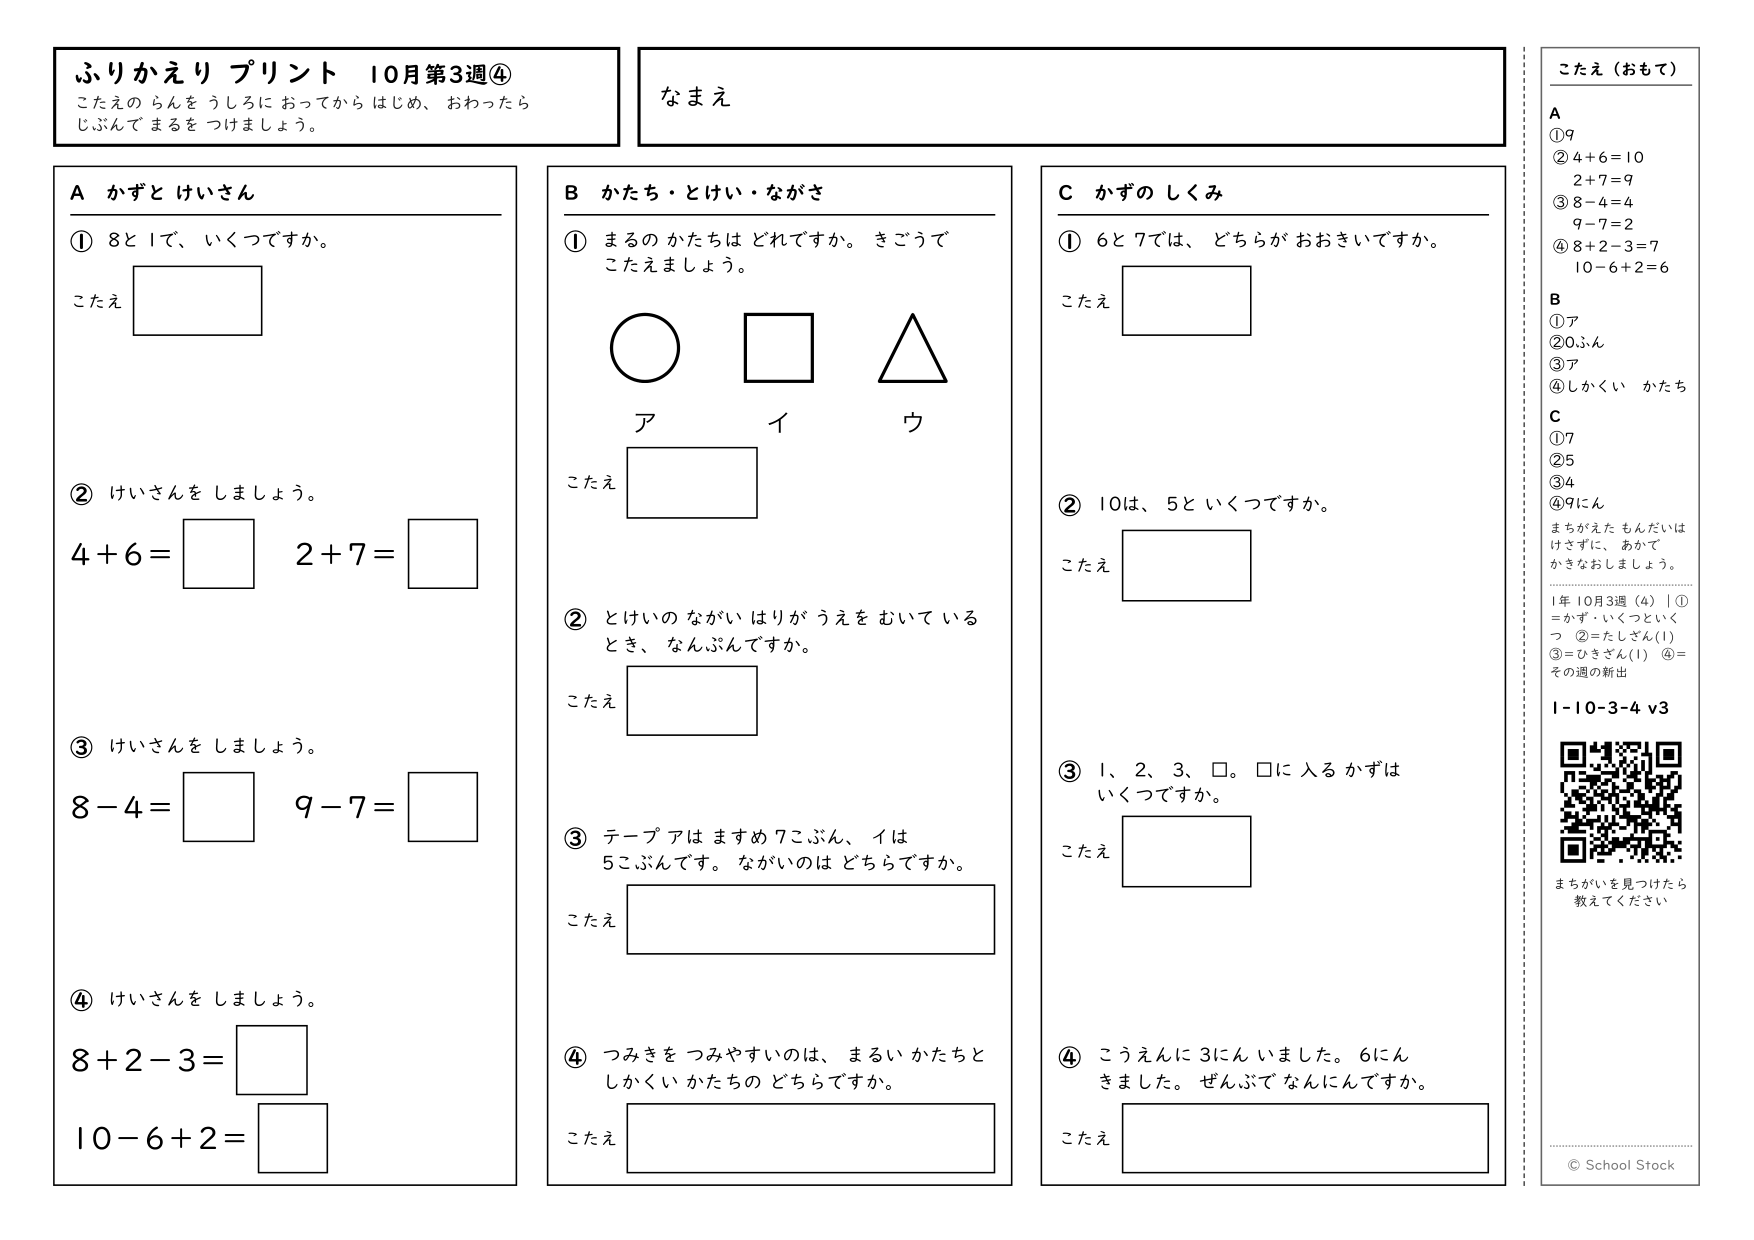 ふりかえり プリント　10月第3週④
こたえの らんを うしろに おってから はじめ、 おわったら
じぶんで まるを つけましょう。
なまえ
A　かずと けいさん
① 8と 1で、 いくつですか。
こたえ
② けいさんを しましょう。
4+6=　2+7=
③ けいさんを しましょう。
8−4=　9−7=
④ けいさんを しましょう。
8+2−3=
10−6+2=
B　かたち・とけい・ながさ
① まるの かたちは どれですか。 きごうで
こたえましょう。
ア　イ　ウ
こたえ
② とけいの ながい はりが うえを むいて いる
とき、 なんぷんですか。
こたえ
③ テープ アは ますめ 7こぶん、 イは
5こぶんです。 ながいのは どちらですか。
こたえ
④ つみきを つみやすいのは、 まるい かたちと
しかくい かたちの どちらですか。
こたえ
C　かずの しくみ
① 6と 7では、 どちらが おおきいですか。
こたえ
② 10は、 5と いくつですか。
こたえ
③ 1、 2、 3、 □。 □に 入る かずは
いくつですか。
こたえ
④ こうえんに 3にん いました。 6にん
きました。 ぜんぶで なんにんですか。
こたえ
こたえ（おもて）
A
①9
②4+6=10
2+7=9
③8−4=4
9−7=2
④8+2−3=7
10−6+2=6
B
①ア
②0ふん
③ア
④しかくい　かたち
C
①7
②5
③4
④9にん
まちがえた もんだいは
けさずに、 あかで
かきなおしましょう。
1年 10月3週（4）｜①
=かず・いくつといく
つ　②=たしざん(1)
③=ひきざん(1)　④=
その週の新出
1-10-3-4 v3
まちがいを見つけたら
教えてください
© School Stock